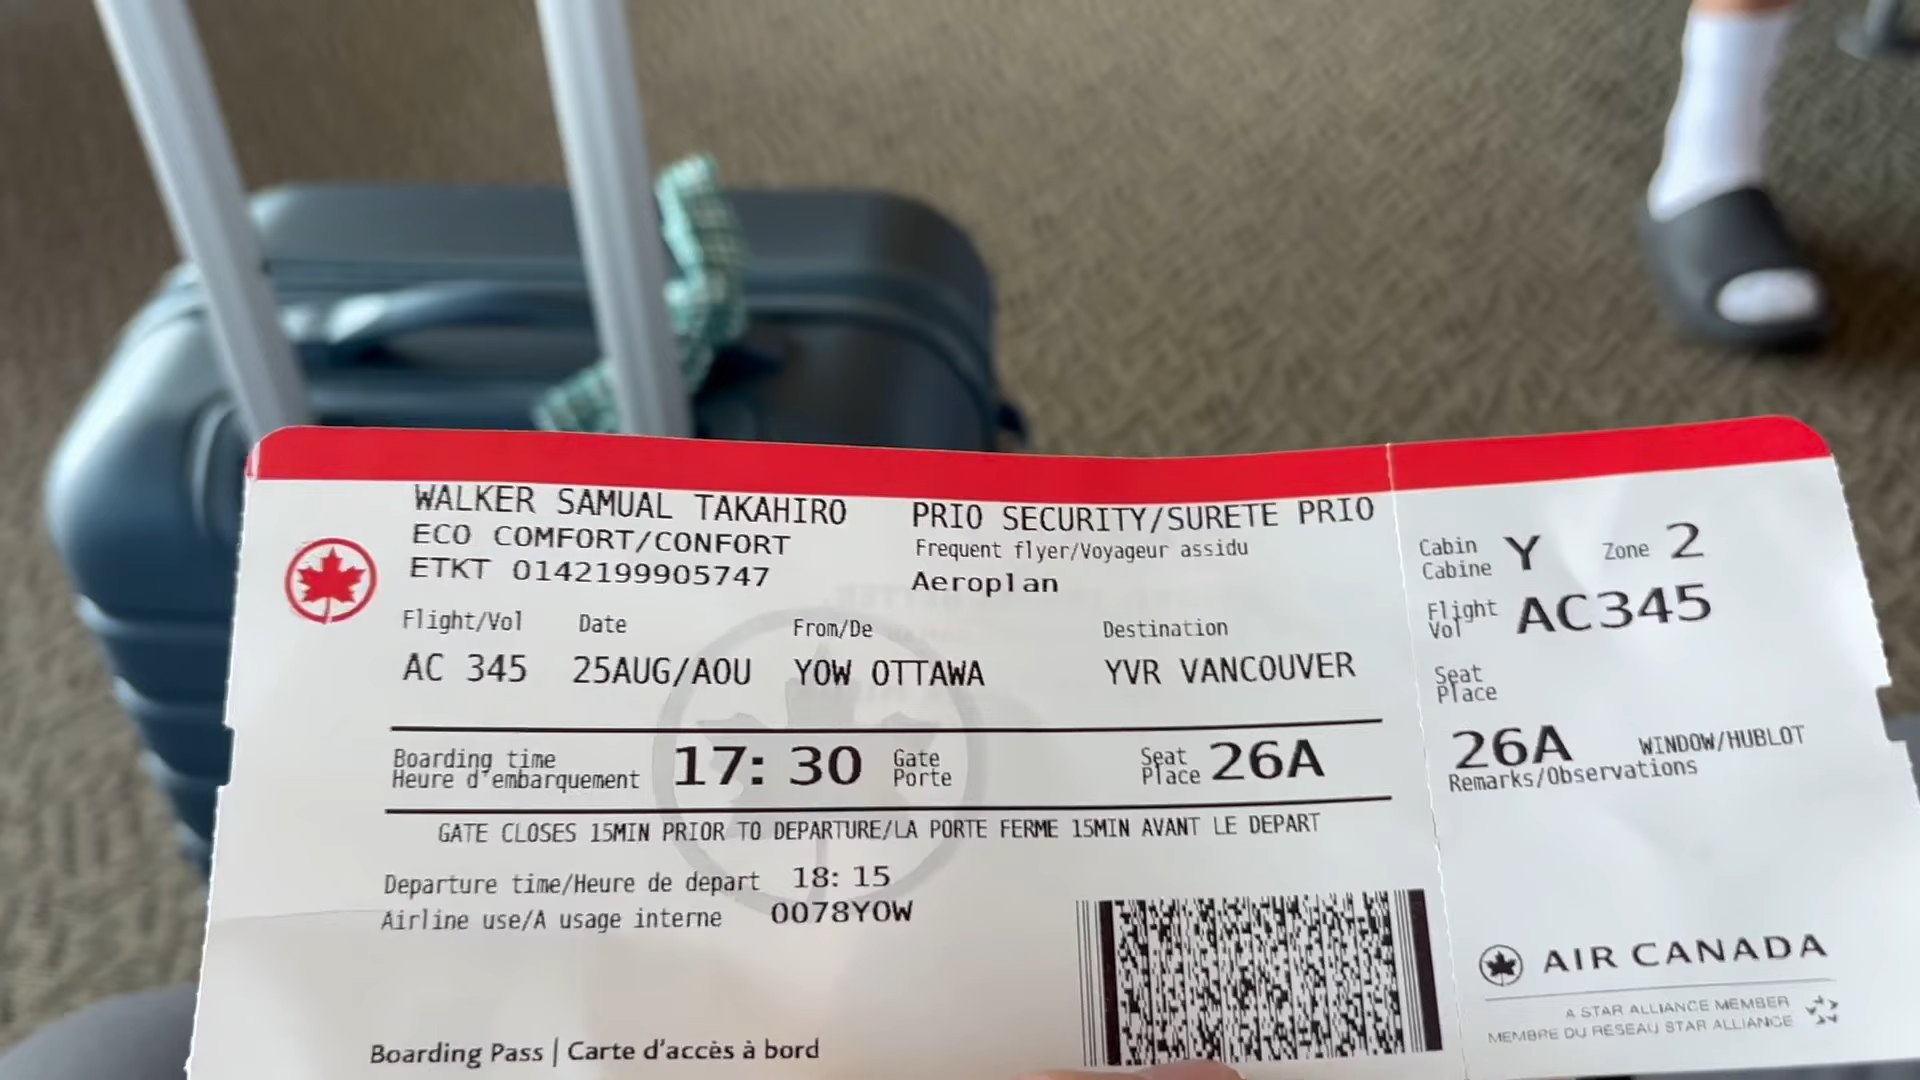 WALKER SAMUAL TAKAHIRO
ECO COMFORT/CONFORT
ETKT 0142199905747
PRIO SECURITY/SURETE PRIO
Frequent flyer/Voyageur assidu
Aeroplan
Flight/Vol Date From/De Destination
AC 345 25AUG/AOU YOW OTTAWA YVR VANCOUVER
Boarding time
Heure d'embarquement
17: 30
Gate
Porte
Seat
Place
26A
GATE CLOSES 15MIN PRIOR TO DEPARTURE/LA PORTE FERME 15MIN AVANT LE DEPART
Departure time/Heure de depart 18: 15
Airline use/A usage interne 0078YOW
Boarding Pass | Carte d'accès à bord
Cabin
Cabine
Y
Zone 2
Flight
Vol
AC345
Seat
Place
26A WINDOW/HUBLOT
Remarks/Observations
AIR CANADA
A STAR ALLIANCE MEMBER
MEMBRE DU RÉSEAU STAR ALLIANCE